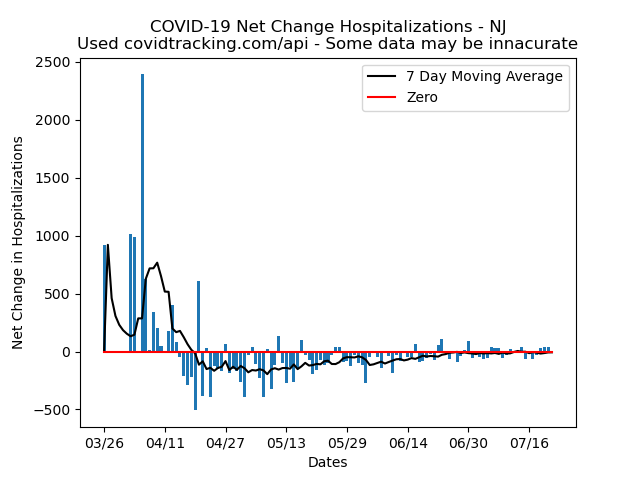 COVID-19 Net Change Hospitalizations - NJ
Used covidtracking.com/api - Some data may be innacurate
7 Day Moving Average
Zero
Net Change in Hospitalizations
2500
2000
1500
1000
500
0
−500
03/26 04/11 04/27 05/13 05/29 06/14 06/30 07/16
Dates